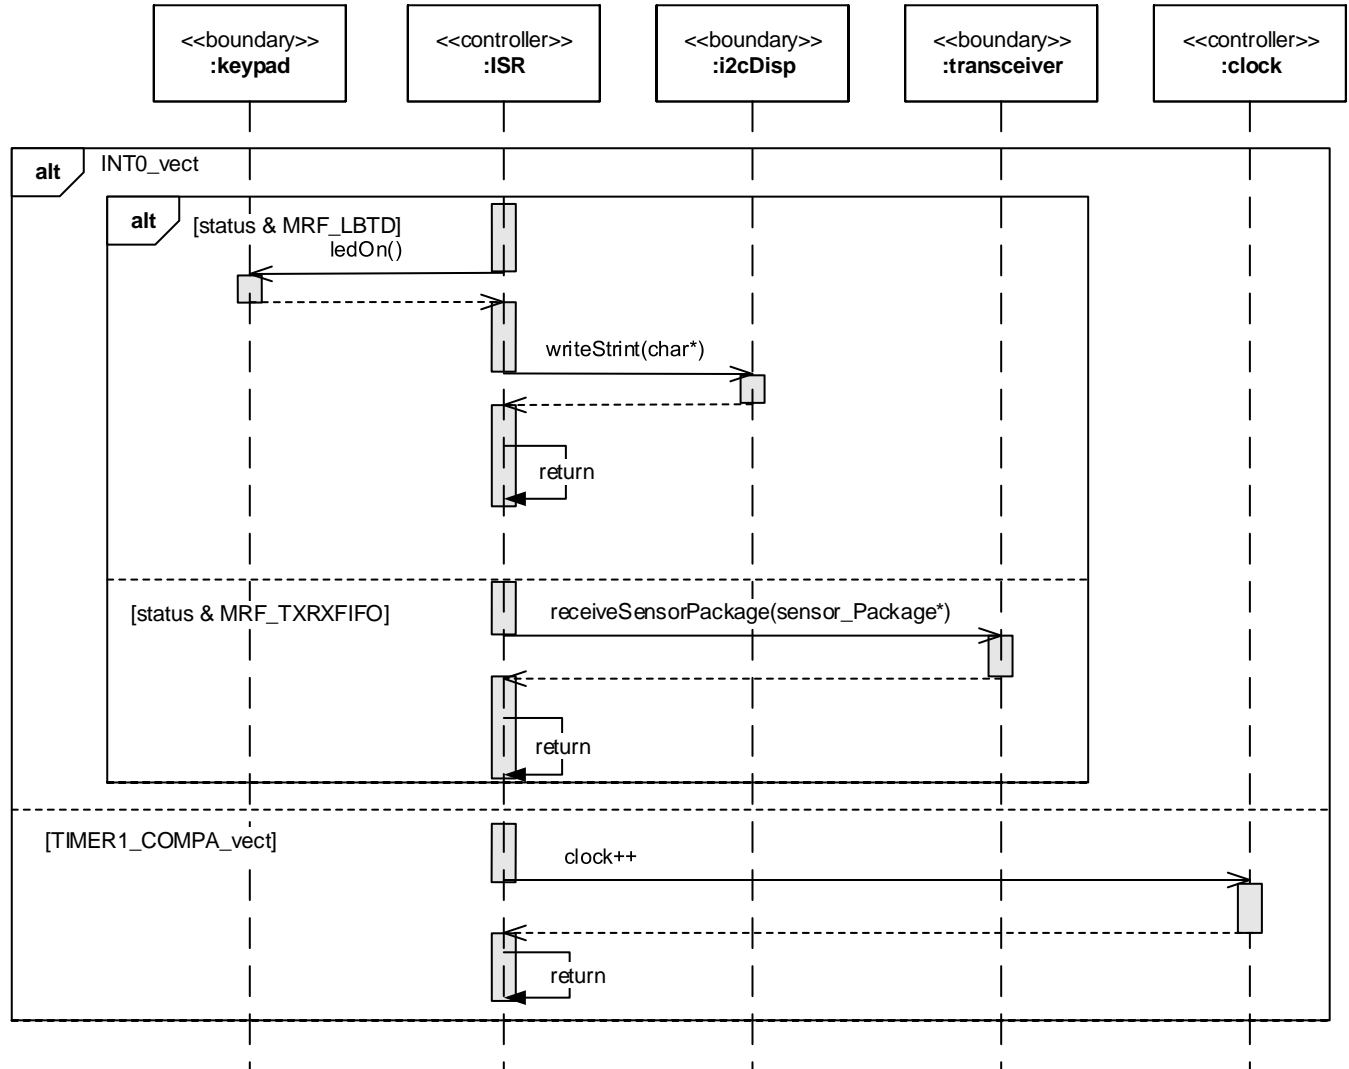 <<boundary>>
:keypad
<<controller>>
:ISR
<<boundary>>
:i2cDisp
<<boundary>>
:transceiver
<<controller>>
:clock
alt
INT0_vect
alt
[status & MRF_LBTD]
ledOn()
writeStrint(char*)
return
[status & MRF_TXRXFIFO]
receiveSensorPackage(sensor_Package*)
return
[TIMER1_COMPA_vect]
clock++
return